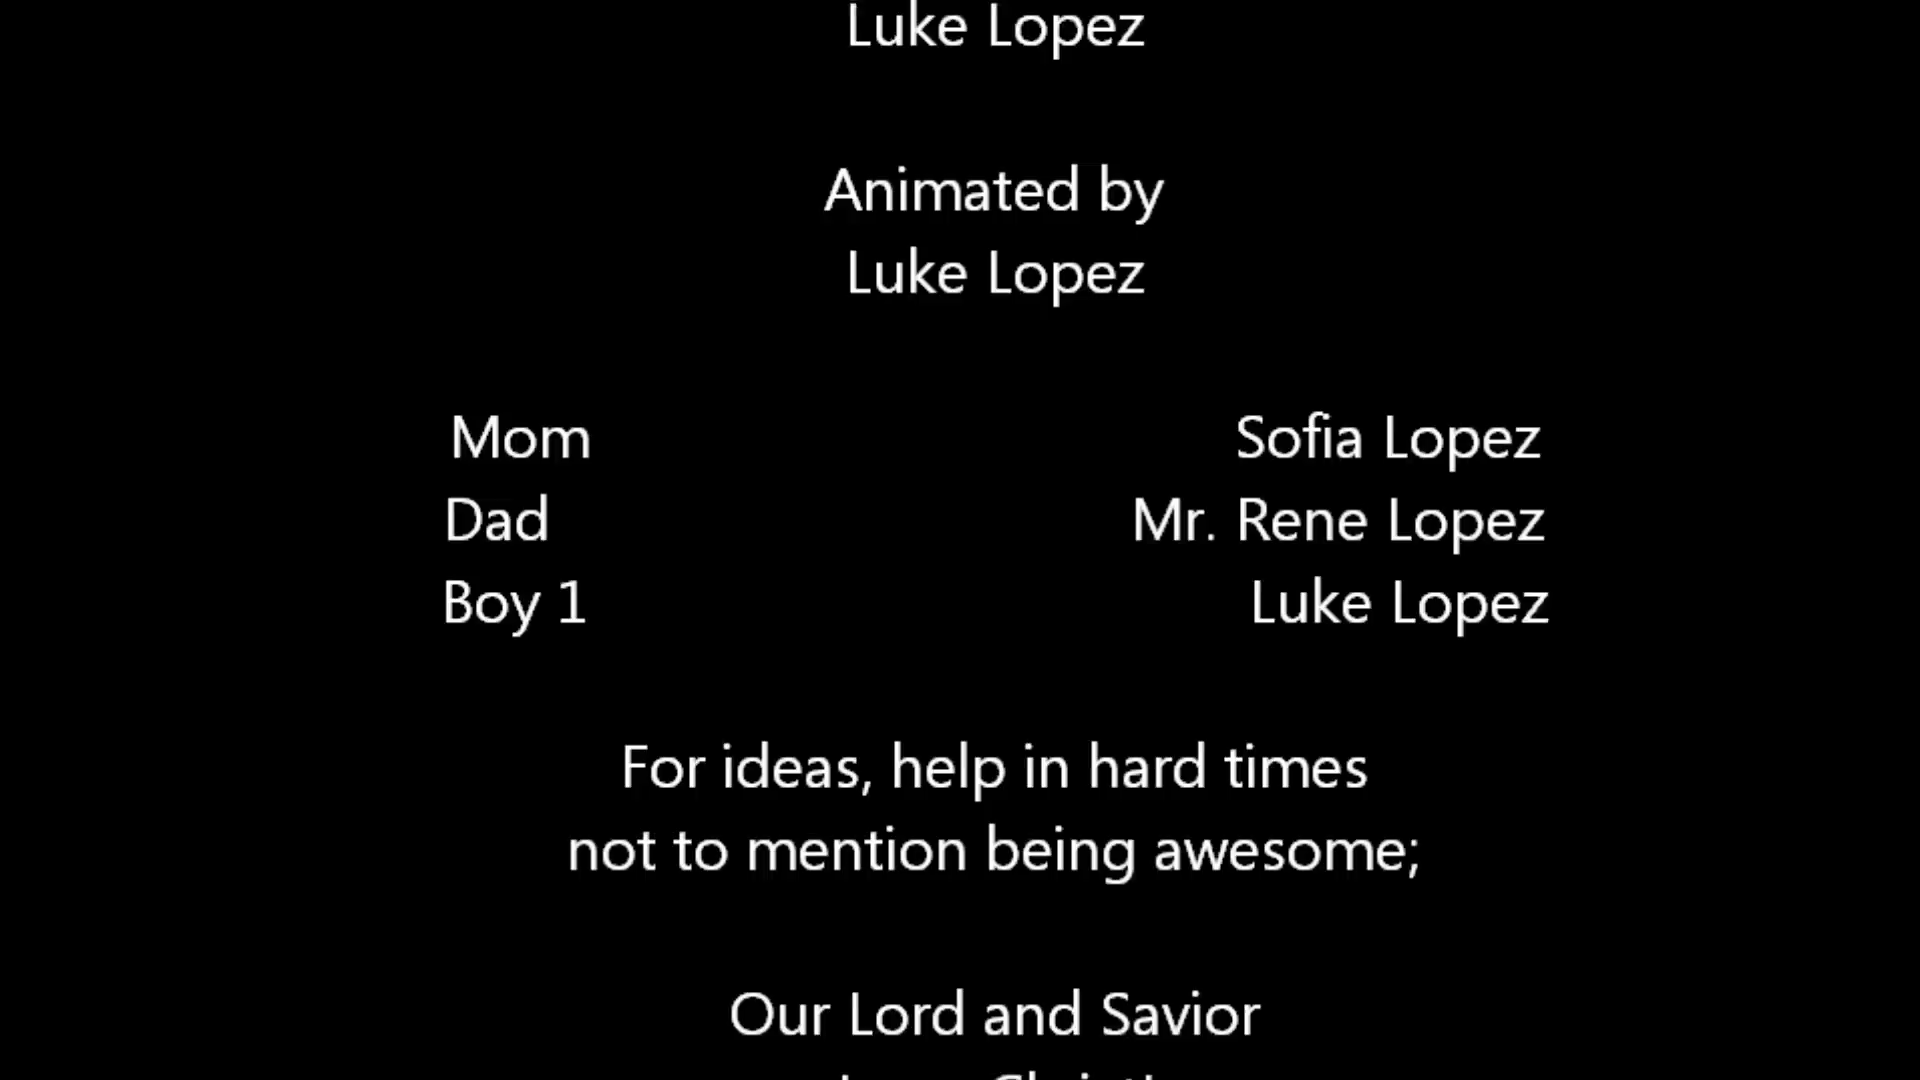 Luke Lopez
Animated by
Luke Lopez
Mom Sofia Lopez
Dad Mr. Rene Lopez
Boy 1 Luke Lopez
For ideas, help in hard times
not to mention being awesome;
Our Lord and Savior